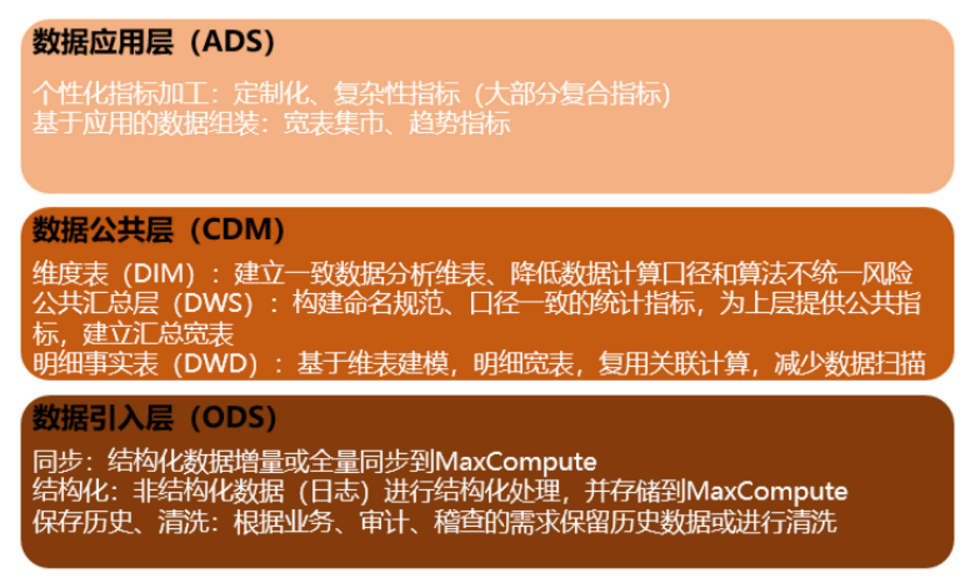 数据应用层（ADS）
个性化指标加工：定制化、复杂性指标（大部分复合指标）
基于应用的数据组装：宽表集市、趋势指标
数据公共层（CDM）
维度表（DIM）：建立一致数据分析维表、降低数据计算口径和算法不统一风险
公共汇总层（DWS）：构建命名规范、口径一致的统计指标，为上层提供公共指
标，建立汇总宽表
明细事实表（DWD）：基于维表建模，明细宽表，复用关联计算，减少数据扫描
数据引入层（ODS）
同步：结构化数据增量或全量同步到MaxCompute
结构化：非结构化数据（日志）进行结构化处理，并存储到MaxCompute
保存历史、清洗：根据业务、审计、稽查的需求保留历史数据或进行清洗